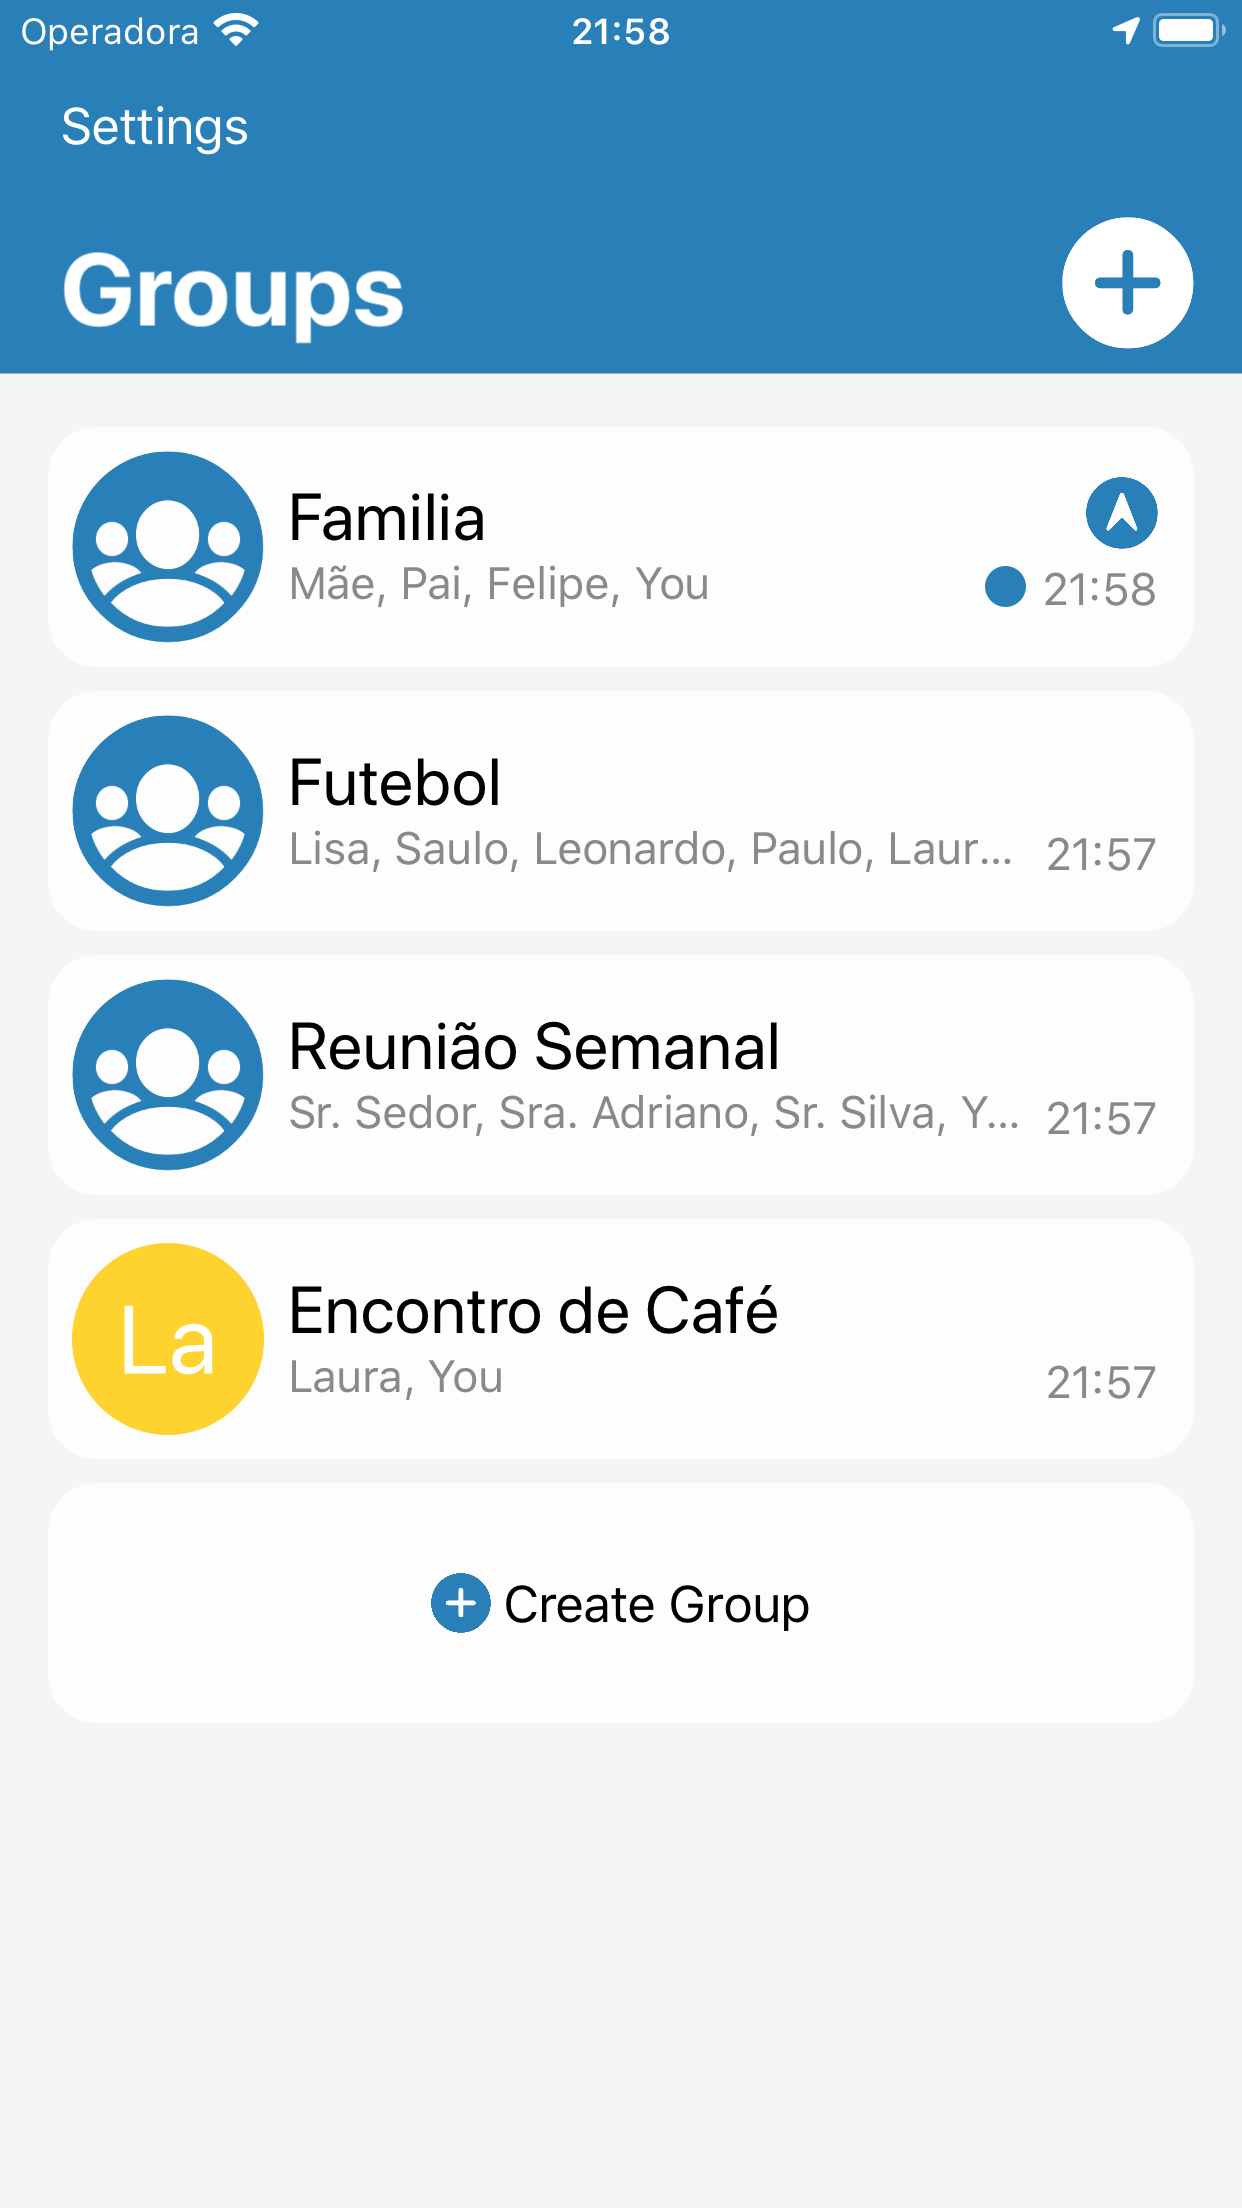 Operadora 21:58
Settings
Groups
Familia
Mãe, Pai, Felipe, You
21:58
Futebol
Lisa, Saulo, Leonardo, Paulo, Laur...
21:57
Reunião Semanal
Sr. Sedor, Sra. Adriano, Sr. Silva, Y...
21:57
La
Encontro de Café
Laura, You
21:57
Create Group